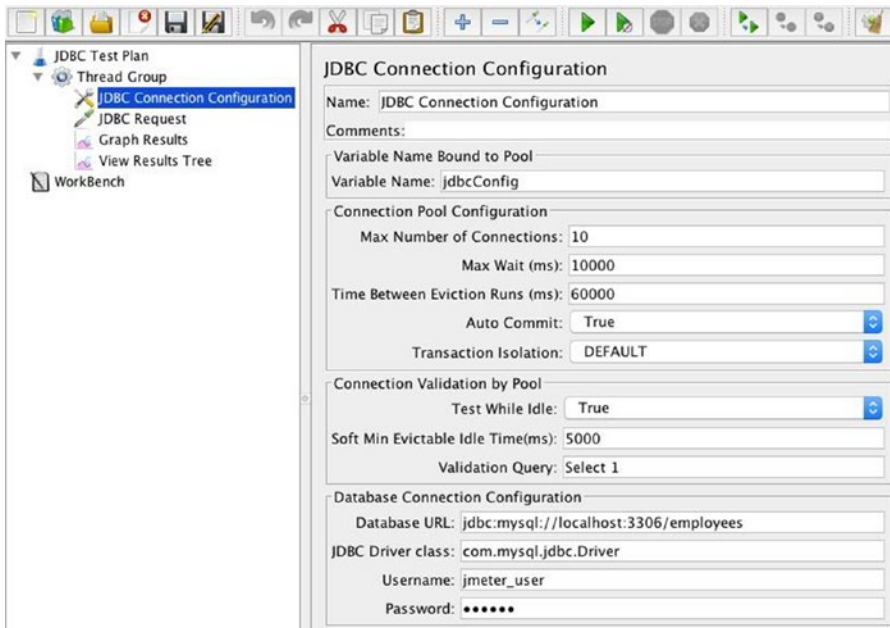 JDBC Test Plan
Thread Group
JDBC Connection Configuration
JDBC Request
Graph Results
View Results Tree
WorkBench
JDBC Connection Configuration
Name: JDBC Connection Configuration
Comments:
Variable Name Bound to Pool
Variable Name: jdbcConfig
Connection Pool Configuration
Max Number of Connections: 10
Max Wait (ms): 10000
Time Between Eviction Runs (ms): 60000
Auto Commit: True
Transaction Isolation: DEFAULT
Connection Validation by Pool
Test While Idle: True
Soft Min Evictable Idle Time(ms): 5000
Validation Query: Select 1
Database Connection Configuration
Database URL: jdbc:mysql://localhost:3306/employees
JDBC Driver class: com.mysql.jdbc.Driver
Username: jmeter_user
Password: ●●●●●●